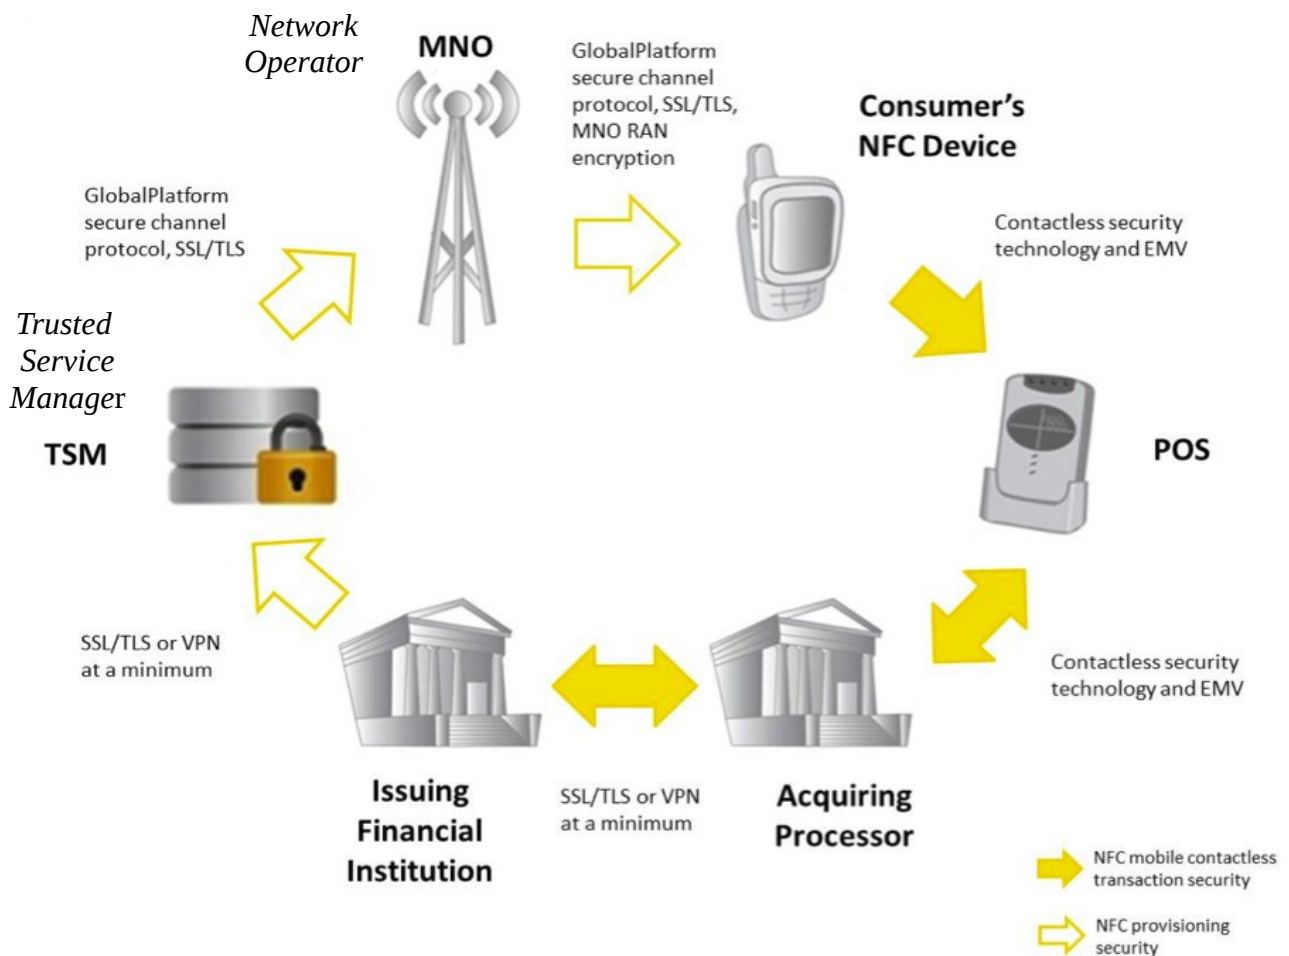 Network
Operator
MNO
GlobalPlatform
secure channel
protocol, SSL/TLS,
MNO RAN
encryption
Consumer's
NFC Device
GlobalPlatform
secure channel
protocol, SSL/TLS
Contactless security
technology and EMV
Trusted
Service
Manager
TSM
POS
SSL/TLS or VPN
at a minimum
Contactless security
technology and EMV
Issuing
Financial
Institution
SSL/TLS or VPN
at a minimum
Acquiring
Processor
NFC mobile contactless
transaction security
NFC provisioning
security